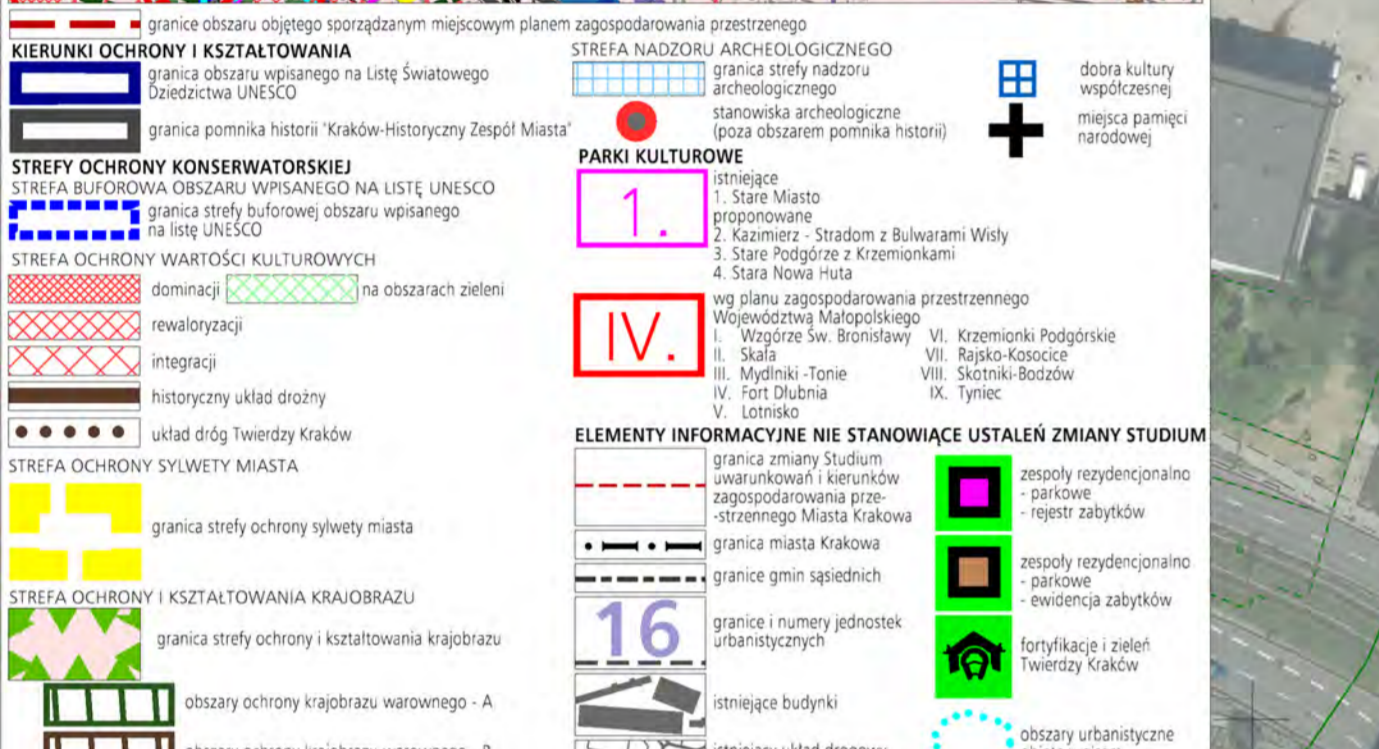 granice obszaru objętego sporządzanym miejscowym planem zagospodarowania przestrzenego
KIERUNKI OCHRONY I KSZTAŁTOWANIA
granica obszaru wpisanego na Listę Światowego
Dziedzictwa UNESCO
granica pomnika historii "Kraków-Historyczny Zespół Miasta"
STREFY OCHRONY KONSERWATORSKIEJ
STREFA BUFOROWA OBSZARU WPISANEGO NA LISTĘ UNESCO
granica strefy buforowej obszaru wpisanego
na listę UNESCO
STREFA OCHRONY WARTOŚCI KULTUROWYCH
dominacji
na obszarach zieleni
rewaloryzacji
integracji
historyczny układ drożny
układ dróg Twierdzy Kraków
STREFA OCHRONY SYLWETY MIASTA
granica strefy ochrony sylwety miasta
STREFA OCHRONY I KSZTAŁTOWANIA KRAJOBRAZU
granica strefy ochrony i kształtowania krajobrazu
obszary ochrony krajobrazu warownego - A
obszary ochrony krajobrazu warownego - B
STREFA NADZORU ARCHEOLOGICZNEGO
granica strefy nadzoru
archeologicznego
stanowiska archeologiczne
(poza obszarem pomnika historii)
dobra kultury
współczesnej
miejsca pamięci
narodowej
PARKI KULTUROWE
1.
istniejące
1. Stare Miasto
proponowane
2. Kazimierz - Stradom z Bulwarami Wisły
3. Stare Podgórze z Krzemionkami
4. Stara Nowa Huta
IV.
wg planu zagospodarowania przestrzennego
Województwa Małopolskiego
I. Wzgórze Św. Bronisławy
II. Skała
III. Mydlniki -Tonie
IV. Fort Dłubnia
V. Lotnisko
VI. Krzemionki Podgórskie
VII. Rajsko-Kosocice
VIII. Skotniki-Bodzów
IX. Tyniec
ELEMENTY INFORMACYJNE NIE STANOWIĄCE USTALEŃ ZMIANY STUDIUM
granica zmiany Studium
uwarunkowań i kierunków
zagospodarowania prze-
-strzennego Miasta Krakowa
granica miasta Krakowa
granice gmin sąsiednich
16
granice i numery jednostek
urbanistycznych
istniejące budynki
istniejący układ drogowy
zespoły rezydencjonalno
- parkowe
- rejestr zabytków
zespoły rezydencjonalno
- parkowe
- ewidencja zabytków
fortyfikacje i zieleń
Twierdzy Kraków
obszary urbanistyczne